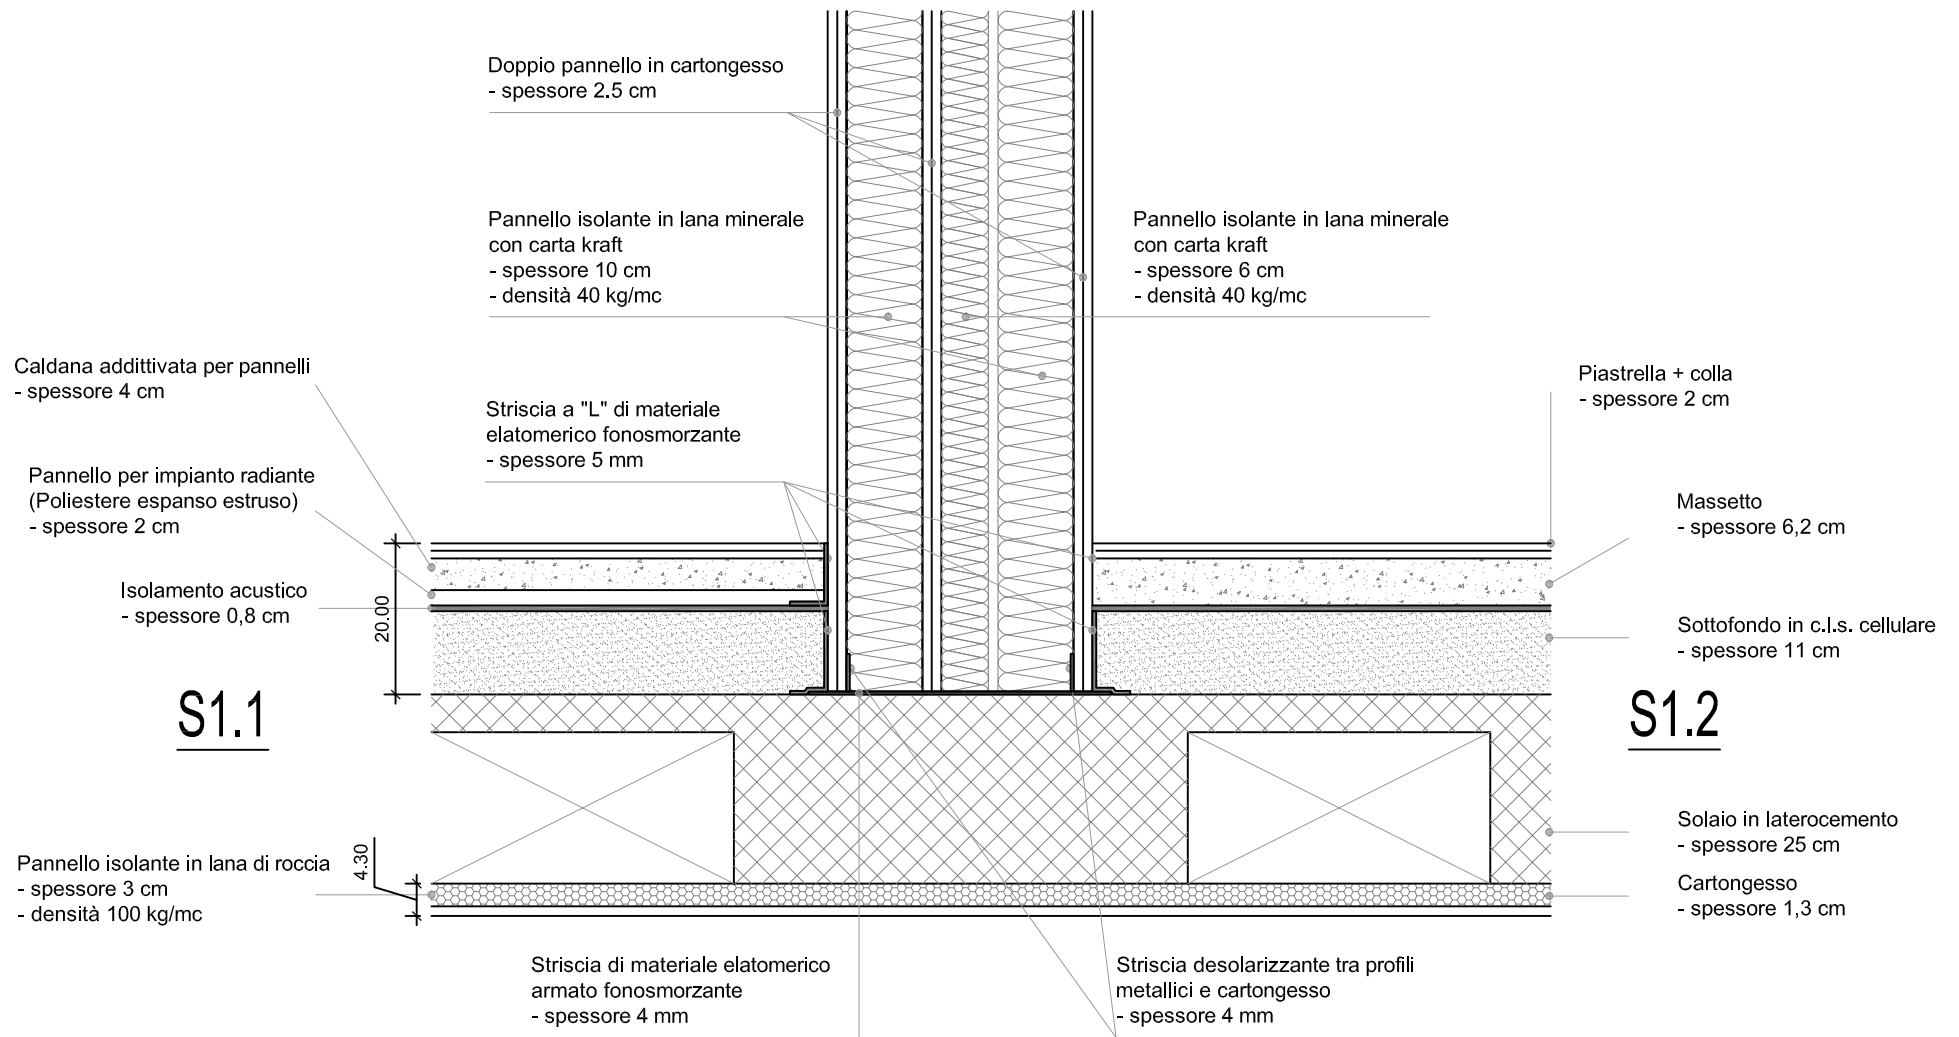 Doppio pannello in cartongesso
- spessore 2.5 cm
Pannello isolante in lana minerale
con carta kraft
- spessore 10 cm
- densità 40 kg/mc
Pannello isolante in lana minerale
con carta kraft
- spessore 6 cm
- densità 40 kg/mc
Caldana addittivata per pannelli
- spessore 4 cm
Piastrella + colla
- spessore 2 cm
Striscia a "L" di materiale
elatomerico fonosmorzante
- spessore 5 mm
Pannello per impianto radiante
(Poliestere espanso estruso)
- spessore 2 cm
Massetto
- spessore 6,2 cm
Isolamento acustico
- spessore 0,8 cm
20.00
Sottofondo in c.l.s. cellulare
- spessore 11 cm
S1.1
S1.2
Solaio in laterocemento
- spessore 25 cm
Pannello isolante in lana di roccia
- spessore 3 cm
- densità 100 kg/mc
4.30
Cartongesso
- spessore 1,3 cm
Striscia di materiale elatomerico
armato fonosmorzante
- spessore 4 mm
Striscia desolarizzante tra profili
metallici e cartongesso
- spessore 4 mm